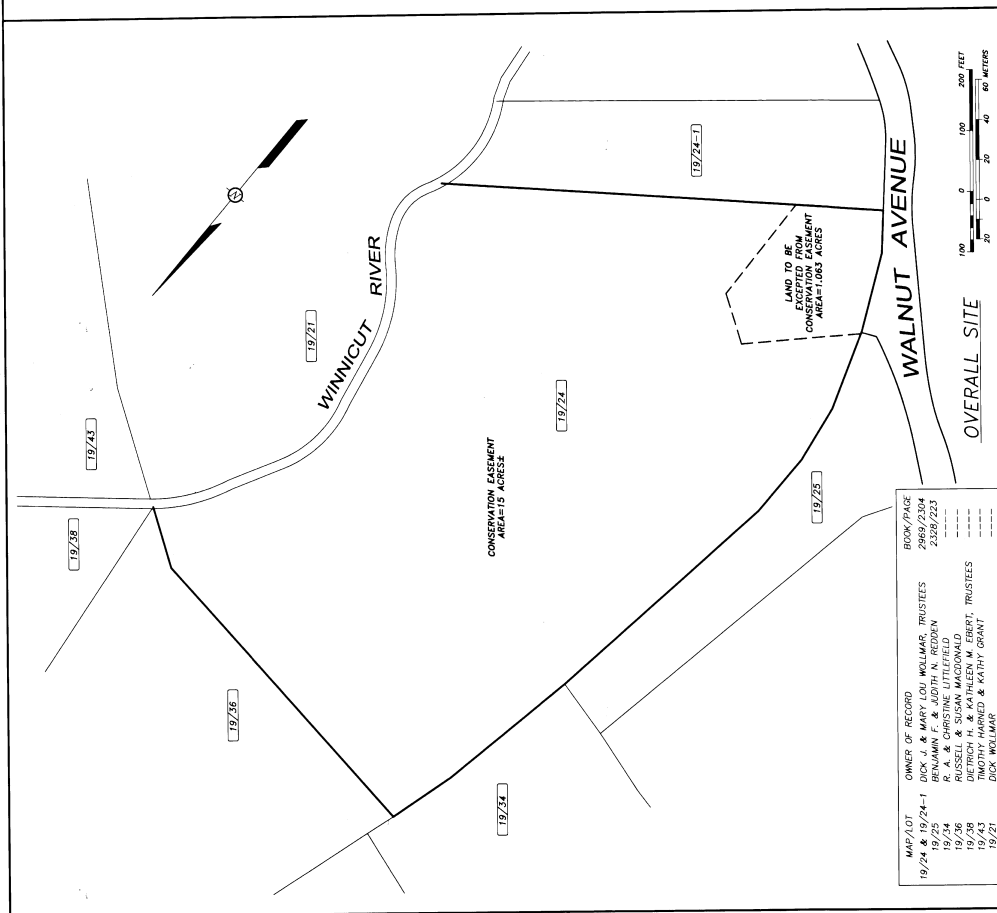 19/43
19/38
19/21
WINNICUT RIVER
19/24-1
19/24
CONSERVATION EASEMENT
AREA=15 ACRES±
LAND TO BE
EXCEPTED FROM
CONSERVATION EASEMENT
AREA=1.063 ACRES
WALNUT AVENUE
19/36
19/34
19/25
N
OVERALL SITE
100 0 100 200 FEET
20 0 20 40 60 METERS
MAP/LOT OWNER OF RECORD BOOK/PAGE
19/24 & 19/24-1 DICK J. & MARY LOU WOLLMAR, TRUSTEES 2969/2304
19/25 BENJAMIN F. & JUDITH N. REDDEN 2328/223
19/34 R. A. & CHRISTINE LITTLEFIELD ----
19/36 RUSSELL & SUSAN MACDONALD ----
19/38 DIETRICH H. & KATHLEEN M. EBERT, TRUSTEES ----
19/43 TIMOTHY HARNED & KATHY GRANT ----
19/21 DICK WOLLMAR ----